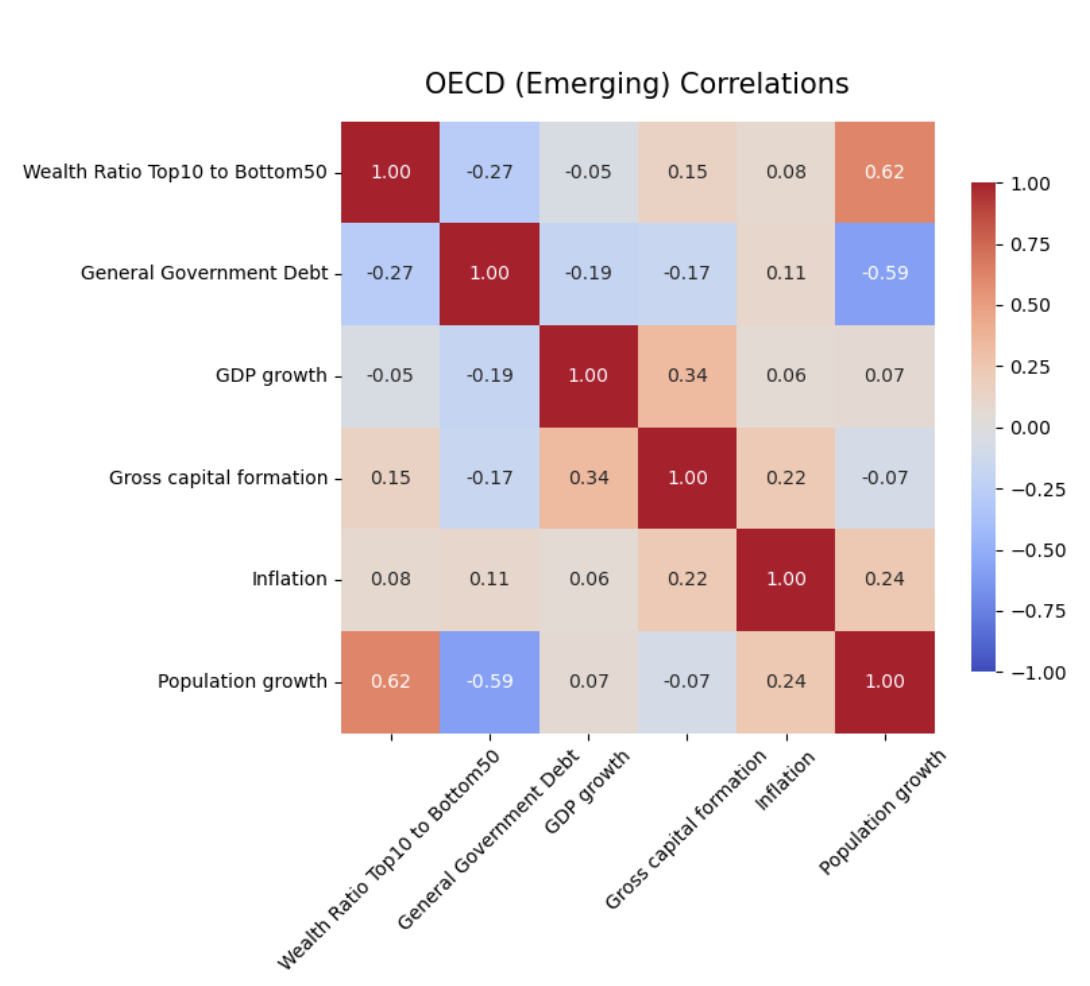 OECD (Emerging) Correlations
Wealth Ratio Top10 to Bottom50 1.00 -0.27 -0.05 0.15 0.08 0.62
General Government Debt -0.27 1.00 -0.19 -0.17 0.11 -0.59
GDP growth -0.05 -0.19 1.00 0.34 0.06 0.07
Gross capital formation 0.15 -0.17 0.34 1.00 0.22 -0.07
Inflation 0.08 0.11 0.06 0.22 1.00 0.24
Population growth 0.62 -0.59 0.07 -0.07 0.24 1.00
Wealth Ratio Top10 to Bottom50
General Government Debt
GDP growth
Gross capital formation
Inflation
Population growth
1.00
0.75
0.50
0.25
0.00
−0.25
−0.50
−0.75
−1.00